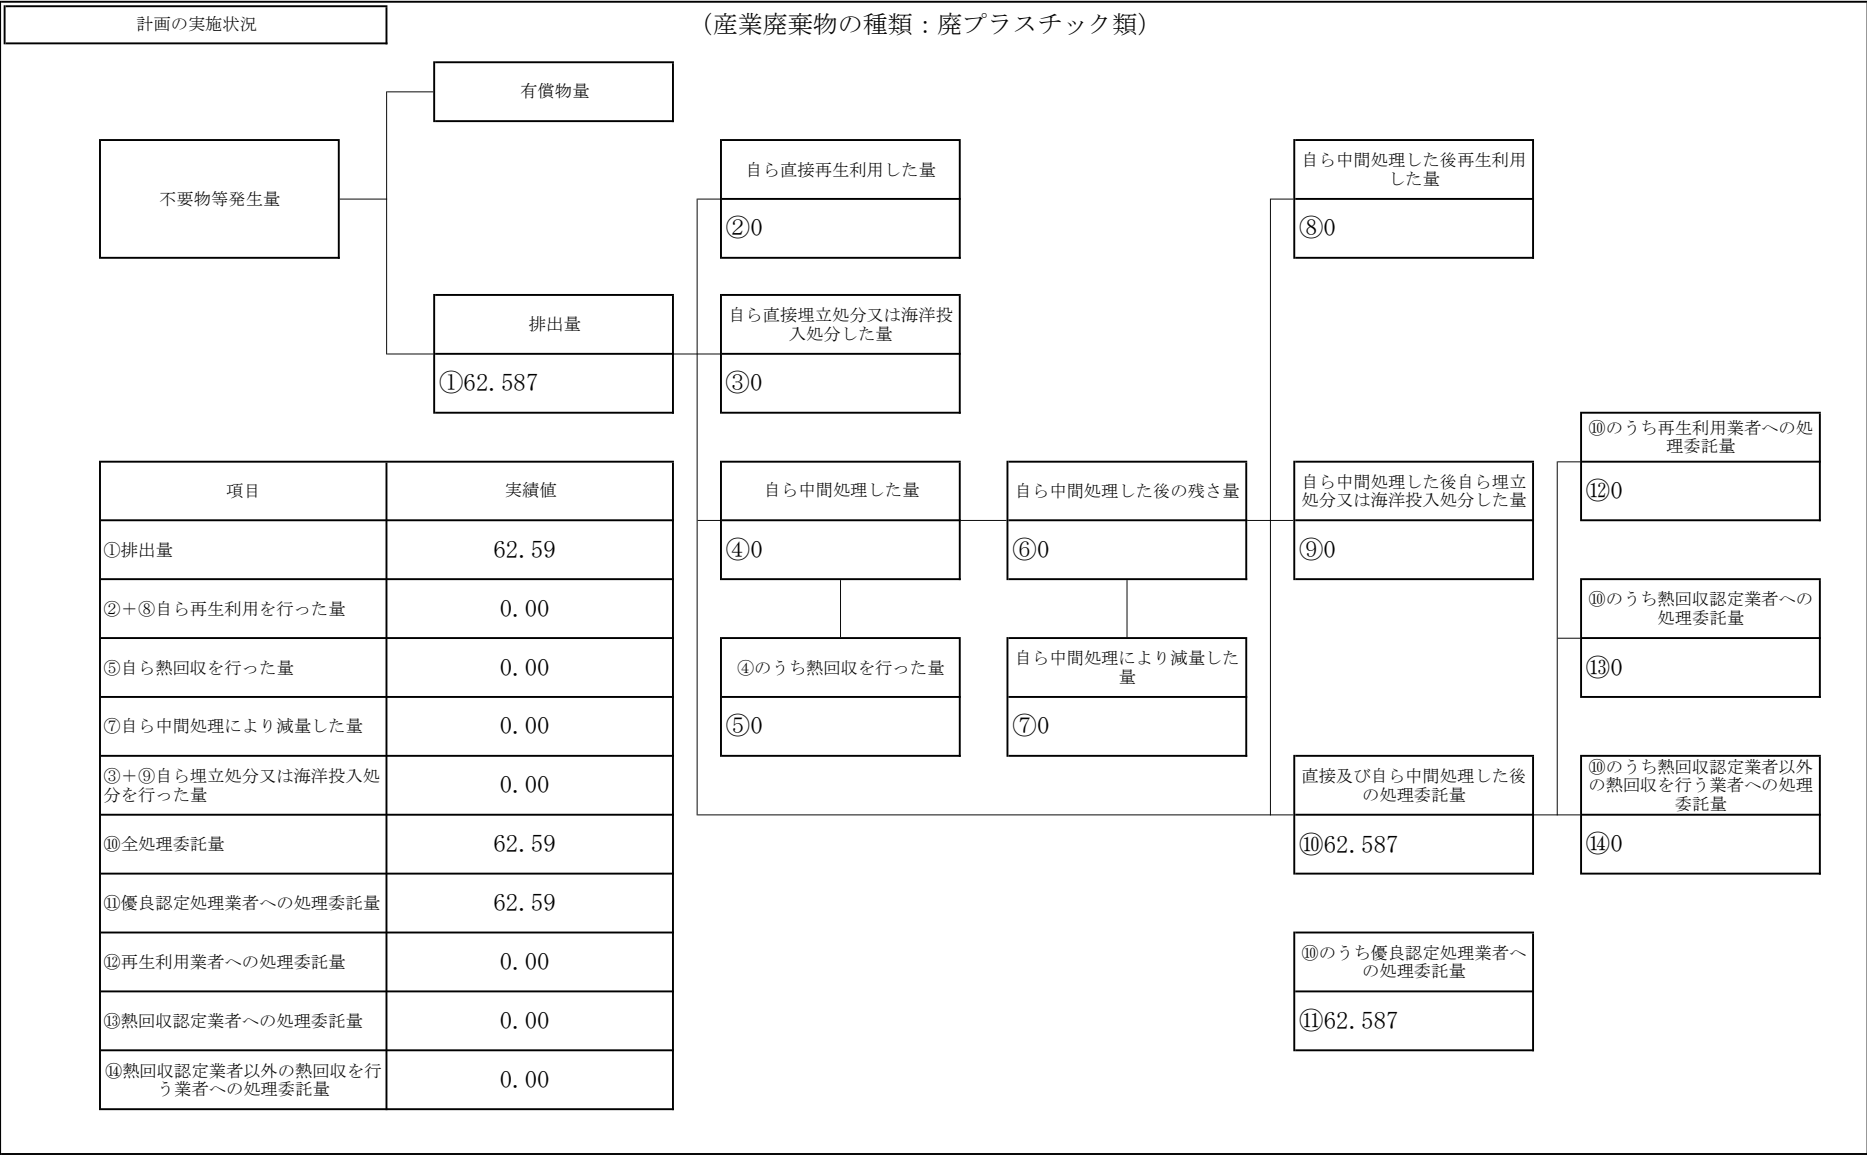 計画の実施状況
（産業廃棄物の種類：廃プラスチック類）
有償物量
不要物等発生量
自ら直接再生利用した量
②0
自ら中間処理した後再生利用
した量
⑧0
排出量
①62.587
自ら直接埋立処分又は海洋投
入処分した量
③0
⑩のうち再生利用業者への処
理委託量
⑫0
自ら中間処理した量
④0
自ら中間処理した後の残さ量
⑥0
自ら中間処理した後自ら埋立
処分又は海洋投入処分した量
⑨0
⑩のうち熱回収認定業者への
処理委託量
⑬0
④のうち熱回収を行った量
⑤0
自ら中間処理により減量した
量
⑦0
直接及び自ら中間処理した後
の処理委託量
⑩62.587
⑩のうち熱回収認定業者以外
の熱回収を行う業者への処理
委託量
⑭0
⑩のうち優良認定処理業者へ
の処理委託量
⑪62.587
項目 実績値
①排出量 62.59
②＋⑧自ら再生利用を行った量 0.00
⑤自ら熱回収を行った量 0.00
⑦自ら中間処理により減量した量 0.00
③＋⑨自ら埋立処分又は海洋投入処
分を行った量 0.00
⑩全処理委託量 62.59
⑪優良認定処理業者への処理委託量 62.59
⑫再生利用業者への処理委託量 0.00
⑬熱回収認定業者への処理委託量 0.00
⑭熱回収認定業者以外の熱回収を行
う業者への処理委託量 0.00